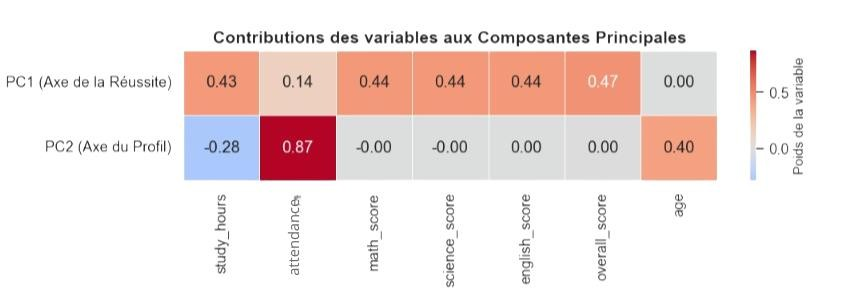 Contributions des variables aux Composantes Principales
PC1 (Axe de la Réussite) 0.43 0.14 0.44 0.44 0.44 0.47 0.00
PC2 (Axe du Profil) -0.28 0.87 -0.00 -0.00 0.00 0.00 0.40
study_hours
attendance
math_score
science_score
english_score
overall_score
age
0.5
0.0
Poids de la variable